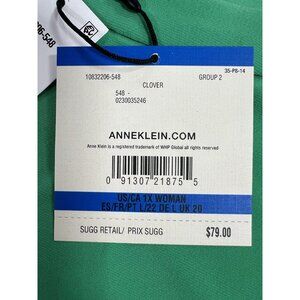 206-548
35-P8-14
10832206-548
GROUP 2
CLOVER
548 -
0230035246
ANNEKLEIN.COM
Anne Klein is a registered trademark of WHP Global all rights reserved
0 91307 21875 5
US/CA 1X WOMAN
ES/FR/PT L/22 DE L UK 20
SUGG RETAIL/ PRIX SUGG
$79.00